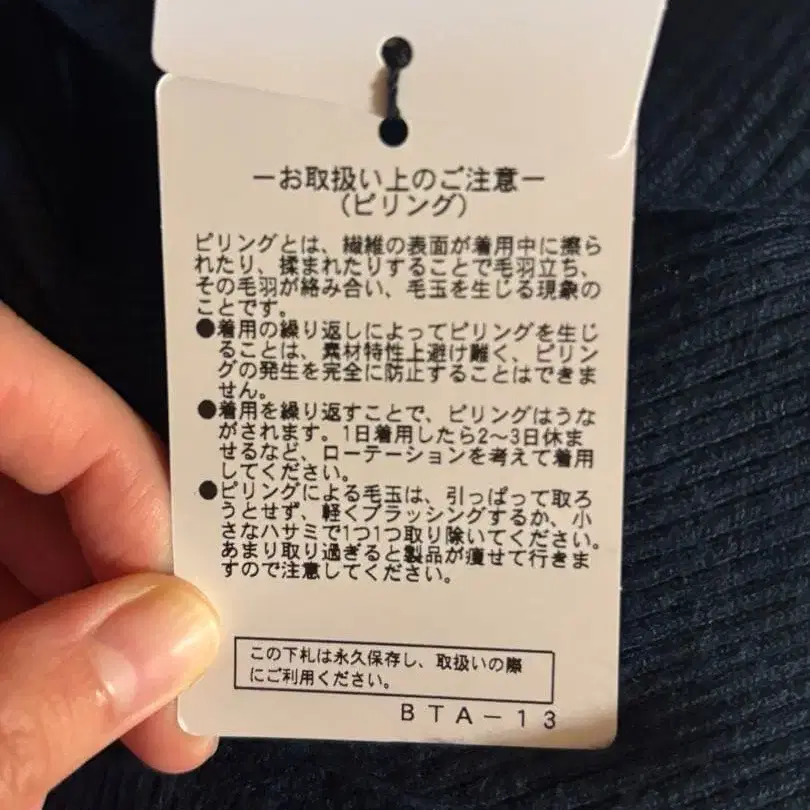 ーお取扱い上のご注意ー
（ピリング）
ピリングとは、繊維の表面が着用中に擦ら
れたり、揉まれたりすることで毛羽立ち、
その毛羽が絡み合い、毛玉を生じる現象の
ことです。
●着用の繰り返しによってピリングを生じ
ることは、素材特性上避け難く、ピリン
グの発生を完全に防止することはできま
せん。
●着用を繰り返すことで、ピリングはうな
がされます。1日着用したら2～3日休ま
せるなど、ローテーションを考えて着用
してください。
●ピリングによる毛玉は、引っぱって取ろ
うとせず、軽くブラッシングするか、小
さなハサミで1つ1つ取り除いてください。
あまり取り過ぎると製品が痩せて行きま
すので注意してください。
この下札は永久保存し、取扱いの際
にご利用ください。
BTA－13